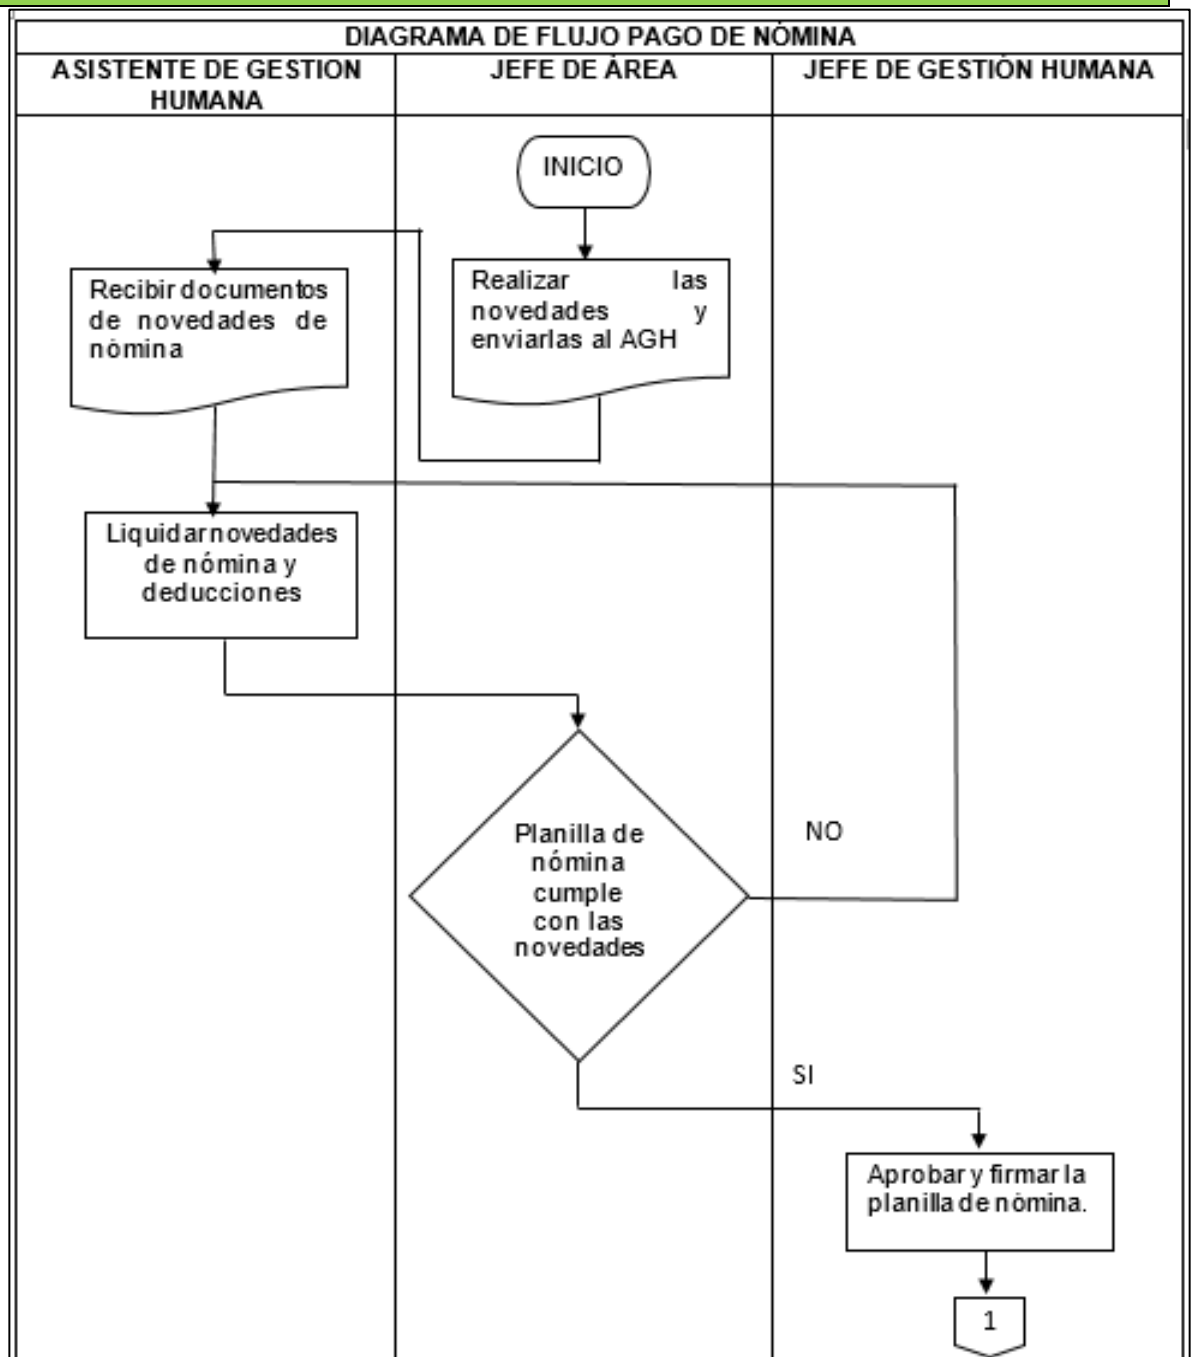 DIAGRAMA DE FLUJO PAGO DE NÓMINA
ASISTENTE DE GESTION
HUMANA
JEFE DE ÁREA
JEFE DE GESTIÓN HUMANA
INICIO
Realizar las
novedades y
enviarlas al AGH
Recibir documentos
de novedades de
nómina
Liquidar novedades
de nómina y
deducciones
Planilla de
nómina
cumple
con las
novedades
NO
SI
Aprobar y firmar la
planilla de nómina.
1